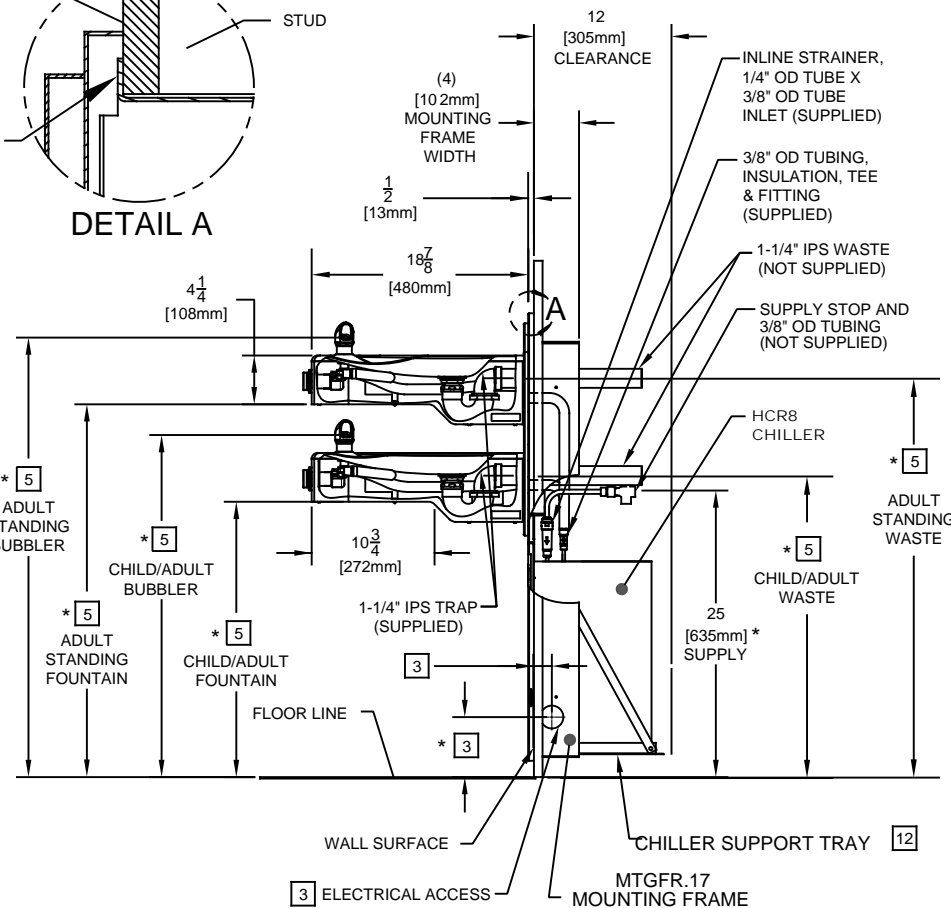 STUD
DETAIL A
12
[305mm]
CLEARANCE
(4)
[102mm]
MOUNTING
FRAME
WIDTH
1/2
[13mm]
18 7/8
[480mm]
4 1/4
[108mm]
A
INLINE STRAINER,
1/4" OD TUBE X
3/8" OD TUBE
INLET (SUPPLIED)
3/8" OD TUBING,
INSULATION, TEE
& FITTING
(SUPPLIED)
1-1/4" IPS WASTE
(NOT SUPPLIED)
SUPPLY STOP AND
3/8" OD TUBING
(NOT SUPPLIED)
HCR8
CHILLER
* 5
ADULT
STANDING
WASTE
* 5
CHILD/ADULT
WASTE
25
[635mm] *
SUPPLY
* 5
ADULT
STANDING
BUBBLER
* 5
CHILD/ADULT
BUBBLER
* 5
ADULT
STANDING
FOUNTAIN
* 5
CHILD/ADULT
FOUNTAIN
10 3/4
[272mm]
1-1/4" IPS TRAP
(SUPPLIED)
3
* 3
FLOOR LINE
WALL SURFACE
3 ELECTRICAL ACCESS
CHILLER SUPPORT TRAY 12
MTGFR.17
MOUNTING FRAME